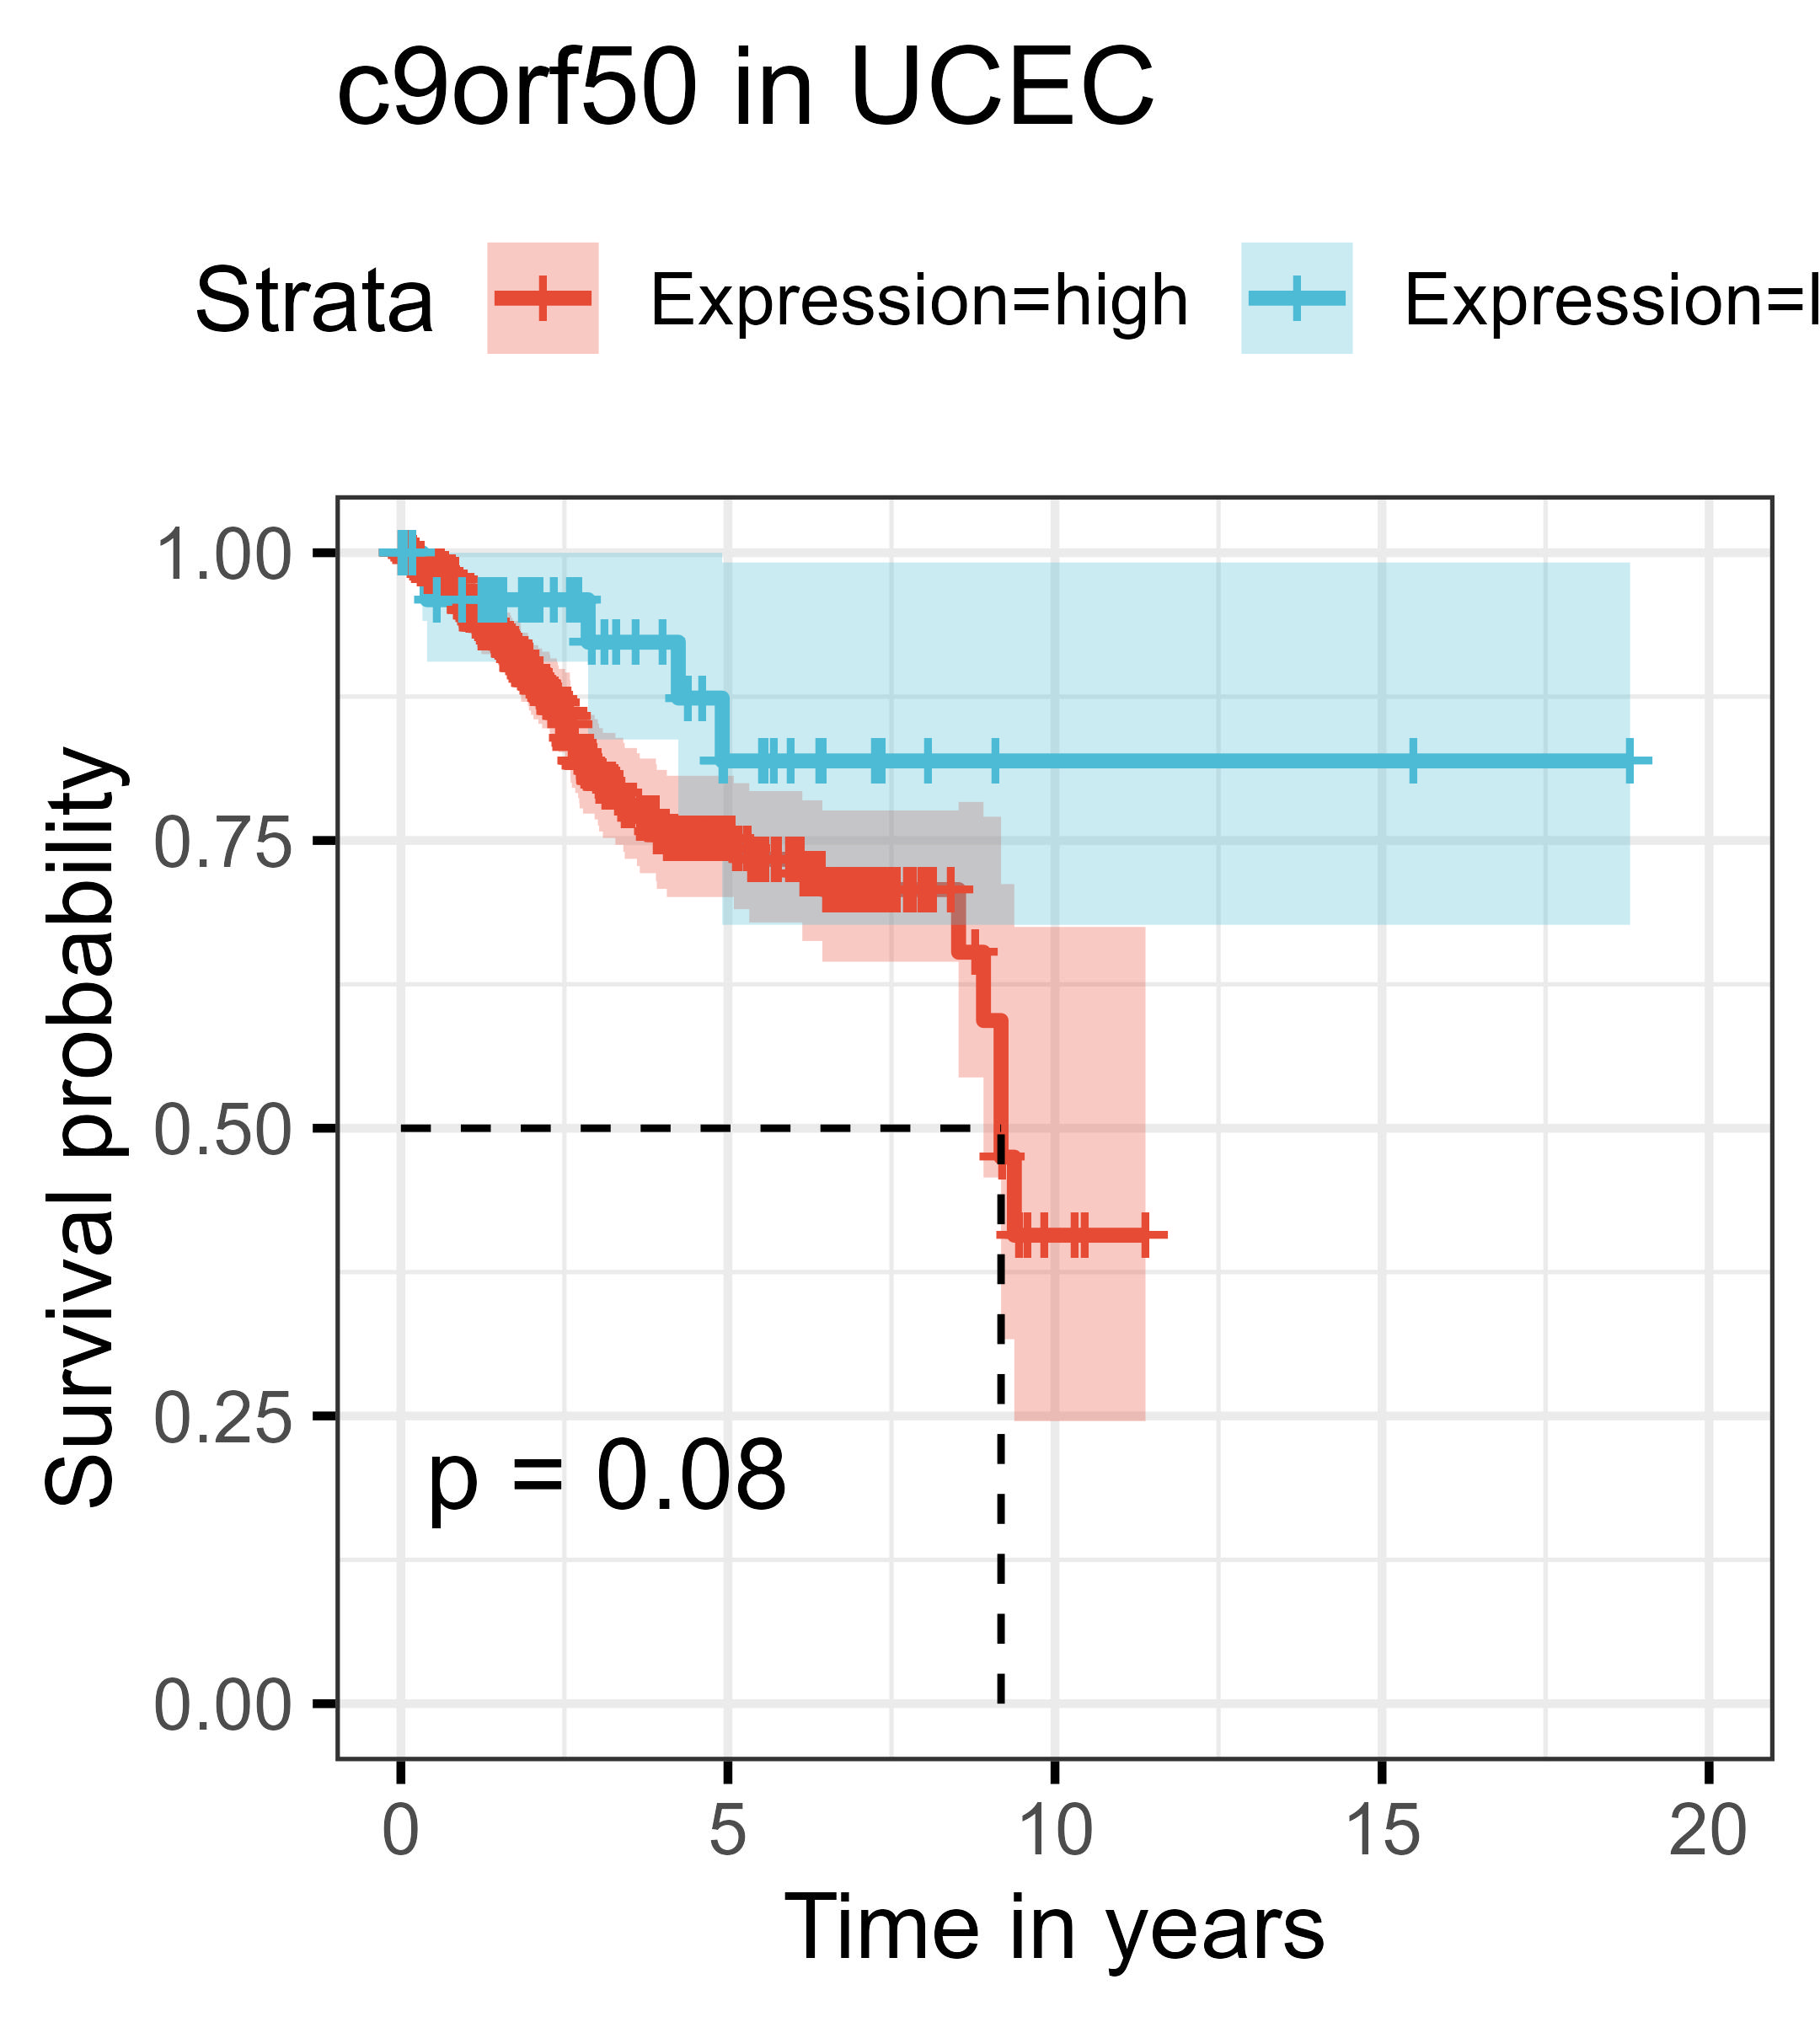 c9orf50 in UCEC
Strata Expression=high Expression=l
1.00
0.75
0.50
0.25
0.00
Survival probability
p = 0.08
0 5 10 15 20
Time in years